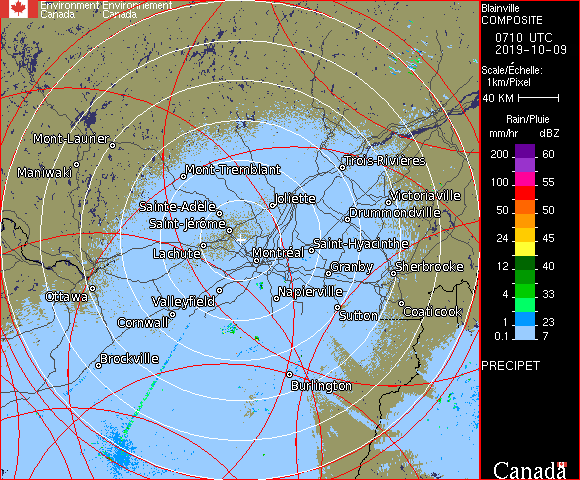 Environment Environnement
Canada Canada
Blainville
COMPOSITE
0710 UTC
2019-10-09
Scale/Échelle:
1km/Pixel
40 KM
Rain/Pluie
mm/hr dBZ
200 60
100 55
50 50
24 45
12 40
4 33
1 23
0.1 7
PRECIPET
Canada
Mont-Laurier
Maniwaki
Mont-Tremblant
Trois-Rivières
Sainte-Adèle
Joliette
Victoriaville
Saint-Jérôme
Drummondville
Lachute
Montréal
Saint-Hyacinthe
Granby
Sherbrooke
Ottawa
Valleyfield
Napierville
Cornwall
Sutton
Coaticook
Brockville
Burlington